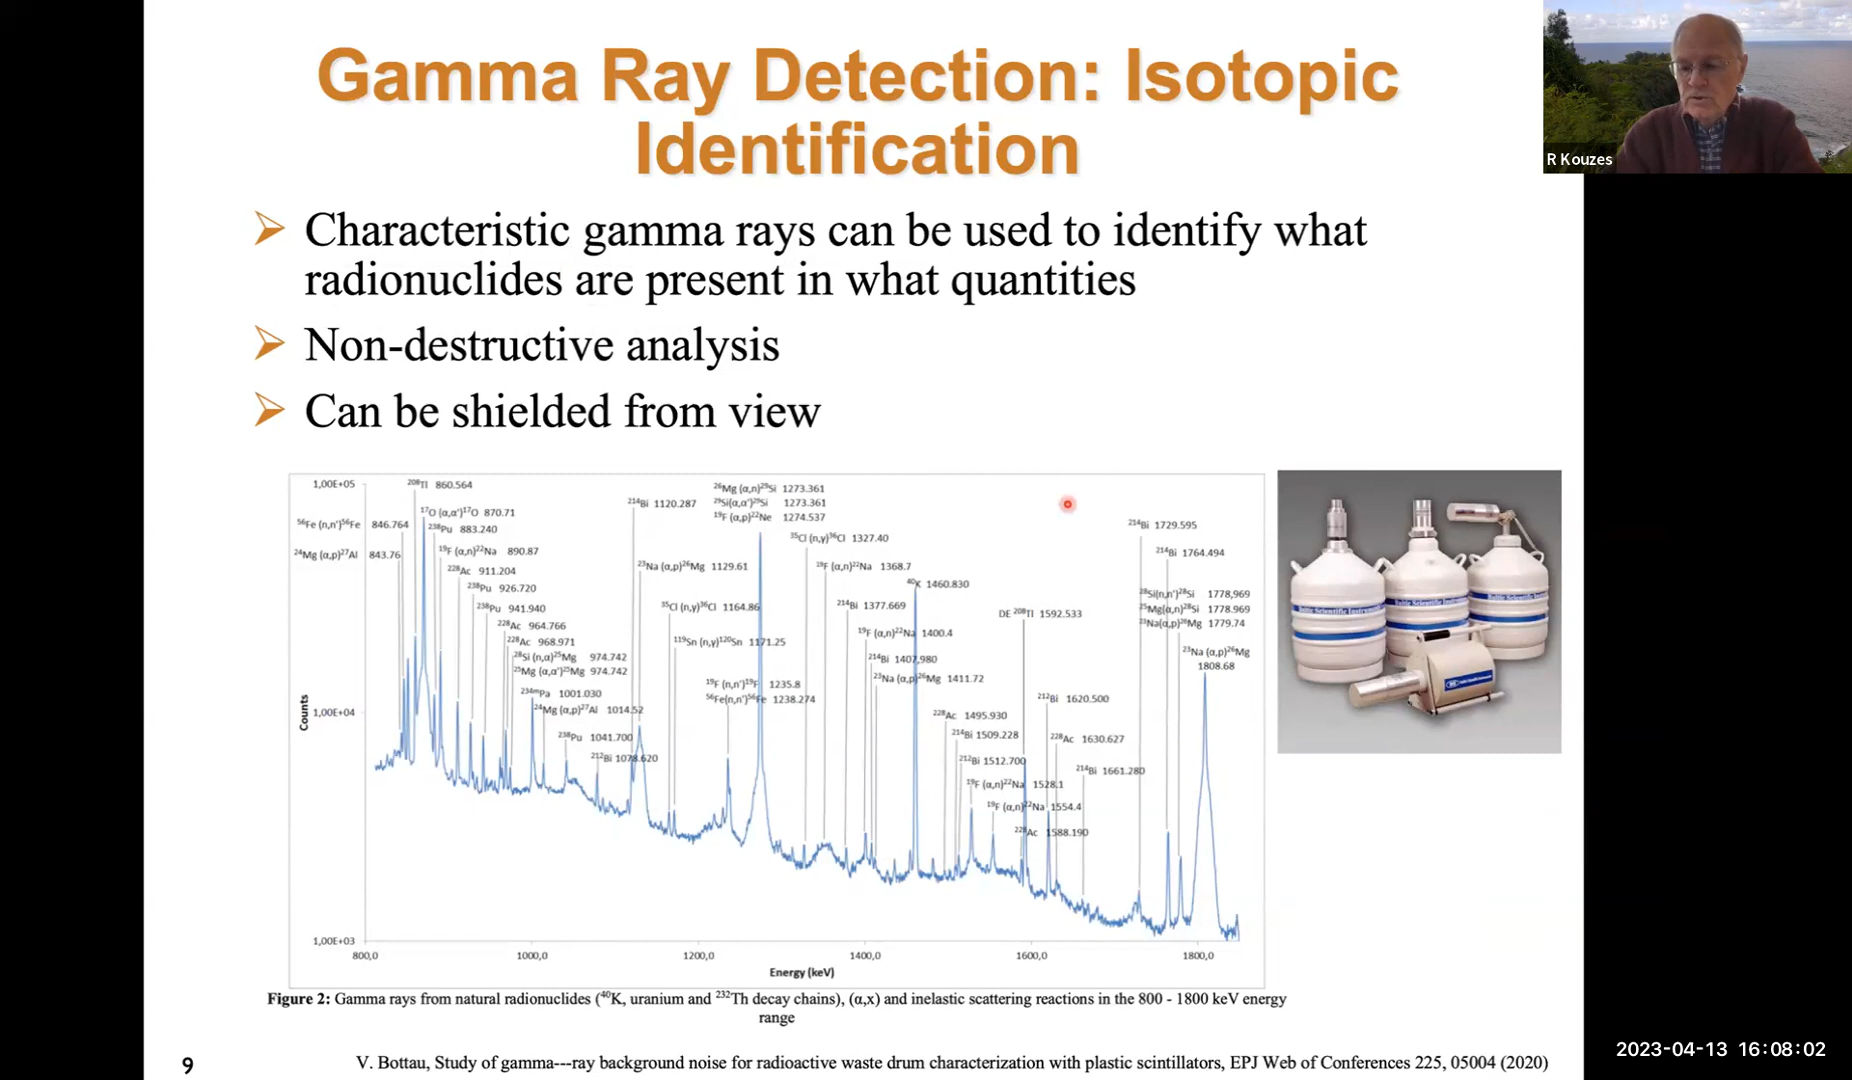 Gamma Ray Detection: Isotopic
Identification
R Kouzes
Characteristic gamma rays can be used to identify what
radionuclides are present in what quantities
Non-destructive analysis
Can be shielded from view
1,00E+05
1,00E+04
1,00E+03
Counts
²⁰⁸Tl 860.564
¹⁷O (α,α')¹⁷O 870.71
⁵⁶Fe (n,n')⁵⁶Fe 846.764
²³⁸Pu 883.240
²⁴Mg (α,p)²⁷Al 843.76
¹⁹F (α,n)²²Na 890.87
²²⁸Ac 911.204
²³⁸Pu 926.720
²³⁸Pu 941.940
²²⁸Ac 964.766
²²⁸Ac 968.971
²⁸Si (n,α)²⁵Mg 974.742
²⁵Mg (α,α')²⁵Mg 974.742
²³⁴ᵐPa 1001.030
²⁴Mg (α,p)²⁷Al 1014.52
²³⁸Pu 1041.700
²¹²Bi 1078.620
²¹⁴Bi 1120.287
²³Na (α,p)²⁶Mg 1129.61
³⁵Cl (n,γ)³⁶Cl 1164.86
¹¹⁹Sn (n,γ)¹²⁰Sn 1171.25
¹⁹F (n,n')¹⁹F 1235.8
⁵⁶Fe(n,n')⁵⁶Fe 1238.274
²⁶Mg (α,n)²⁹Si 1273.361
²⁹Si(α,α')²⁹Si 1273.361
¹⁹F (α,p)²²Ne 1274.537
³⁵Cl (n,γ)³⁶Cl 1327.40
¹⁹F (α,n)²²Na 1368.7
²¹⁴Bi 1377.669
¹⁹F (α,n)²²Na 1400.4
²¹⁴Bi 1407.980
²³Na (α,p)²⁶Mg 1411.72
⁴⁰K 1460.830
²²⁸Ac 1495.930
²¹⁴Bi 1509.228
²¹²Bi 1512.700
¹⁹F (α,n)²²Na 1528.1
¹⁹F (α,n)²²Na 1554.4
²²⁸Ac 1588.190
DE ²⁰⁸Tl 1592.533
²¹²Bi 1620.500
²²⁸Ac 1630.627
²¹⁴Bi 1661.280
²¹⁴Bi 1729.595
²¹⁴Bi 1764.494
²⁸Si(n,n')²⁸Si 1778,969
²⁵Mg(α,n)²⁸Si 1778.969
²³Na(α,p)²⁶Mg 1779.74
²³Na (α,p)²⁶Mg
1808.68
800,0 1000,0 1200,0 1400,0 1600,0 1800,0
Energy (keV)
Figure 2: Gamma rays from natural radionuclides (⁴⁰K, uranium and ²³²Th decay chains), (α,x) and inelastic scattering reactions in the 800 - 1800 keV energy
range
9
V. Bottau, Study of gamma---ray background noise for radioactive waste drum characterization with plastic scintillators, EPJ Web of Conferences 225, 05004 (2020)
2023-04-13 16:08:02